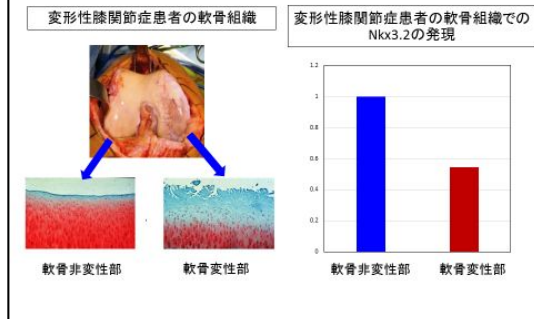 変形性膝関節症患者の軟骨組織
軟骨非変性部
軟骨変性部
変形性膝関節症患者の軟骨組織での
Nkx3.2の発現
1.2
1
0.8
0.6
0.4
0.2
0
軟骨非変性部
軟骨変性部